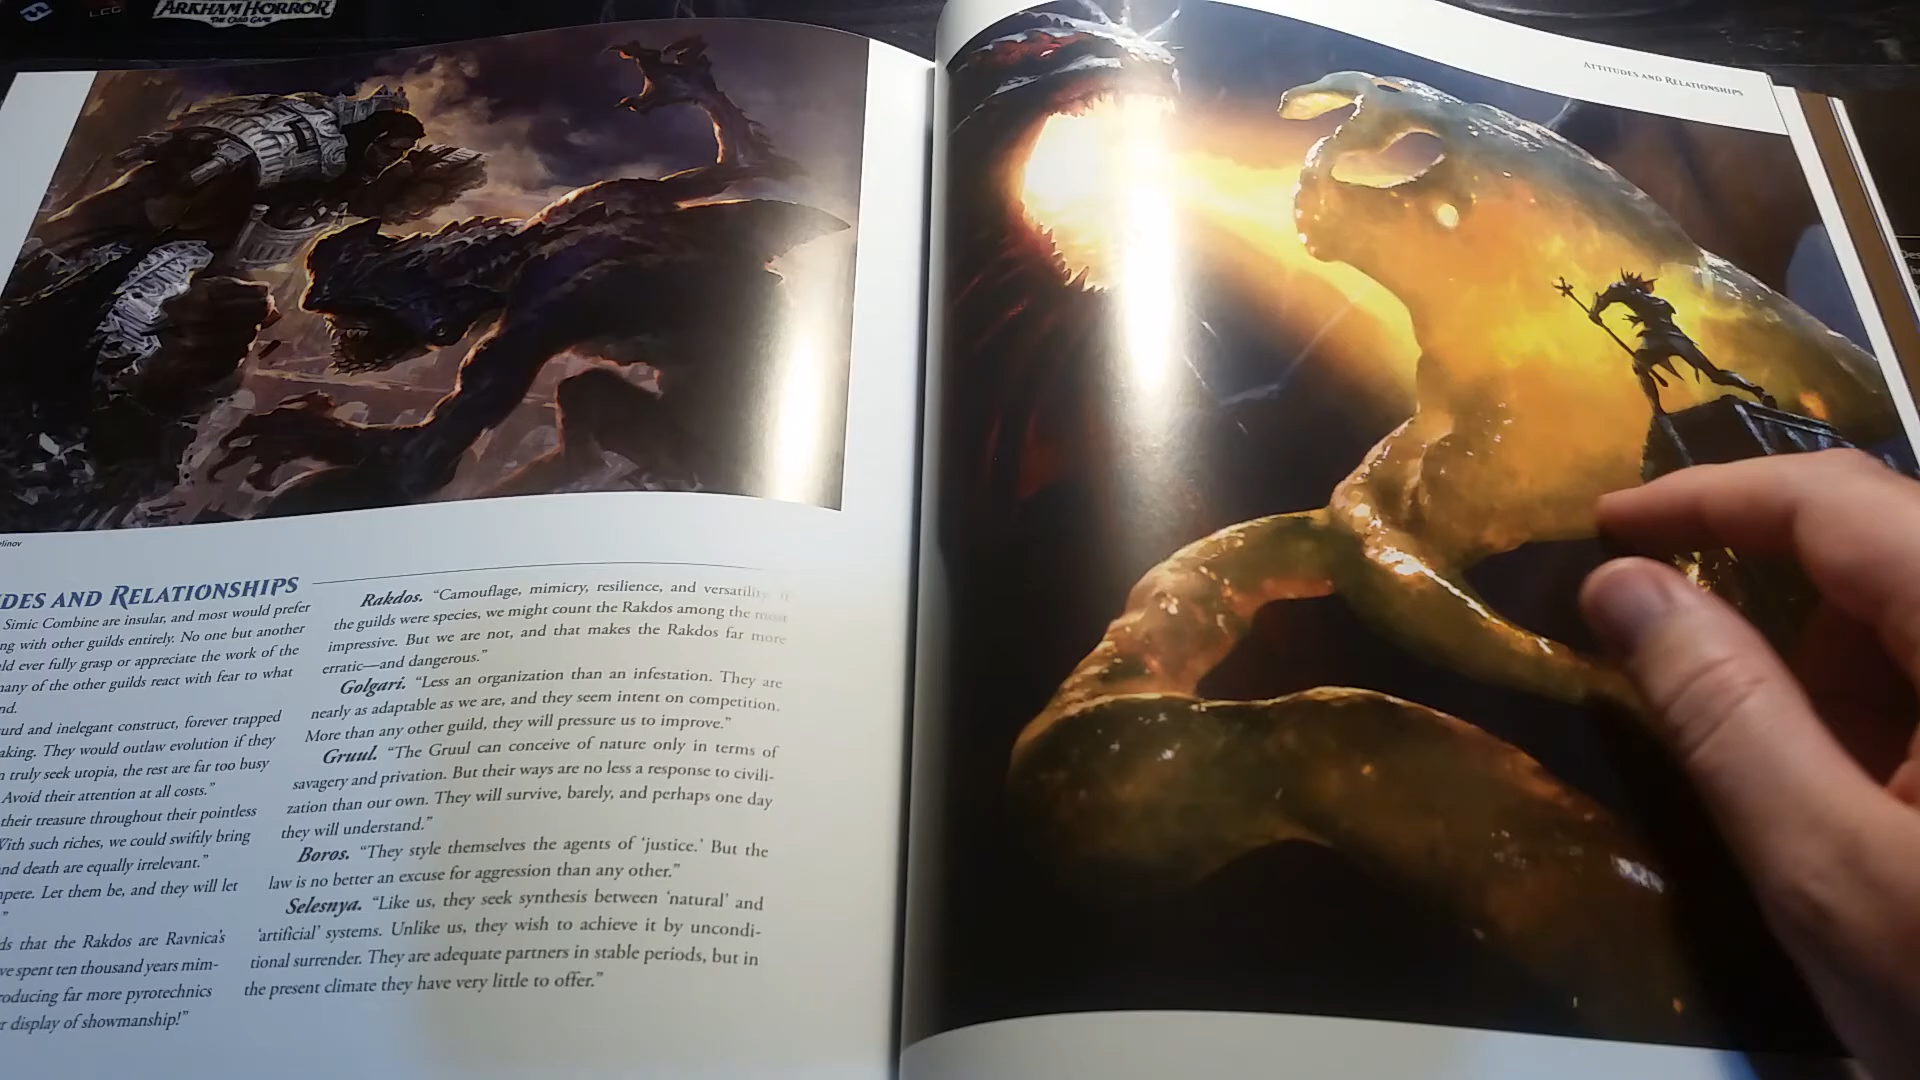 LCG
ARKHAM HORROR
THE CARD GAME
ATTITUDES AND RELATIONSHIPS
DES AND RELATIONSHIPS
Simic Combine are insular, and most would prefer
ng with other guilds entirely. No one but another
ld ever fully grasp or appreciate the work of the
many of the other guilds react with fear to what
nd.
urd and inelegant construct, forever trapped
aking. They would outlaw evolution if they
n truly seek utopia, the rest are far too busy
Avoid their attention at all costs.”
their treasure throughout their pointless
With such riches, we could swiftly bring
nd death are equally irrelevant.”
mpete. Let them be, and they will let
”
ds that the Rakdos are Ravnica’s
ve spent ten thousand years mim-
roducing far more pyrotechnics
r display of showmanship!”
Rakdos. “Camouflage, mimicry, resilience, and versatility. If
the guilds were species, we might count the Rakdos among the most
impressive. But we are not, and that makes the Rakdos far more
erratic—and dangerous.”
Golgari. “Less an organization than an infestation. They are
nearly as adaptable as we are, and they seem intent on competition.
More than any other guild, they will pressure us to improve.”
Gruul. “The Gruul can conceive of nature only in terms of
savagery and privation. But their ways are no less a response to civili-
zation than our own. They will survive, barely, and perhaps one day
they will understand.”
Boros. “They style themselves the agents of ‘justice.’ But the
law is no better an excuse for aggression than any other.”
Selesnya. “Like us, they seek synthesis between ‘natural’ and
‘artificial’ systems. Unlike us, they wish to achieve it by uncondi-
tional surrender. They are adequate partners in stable periods, but in
the present climate they have very little to offer.”